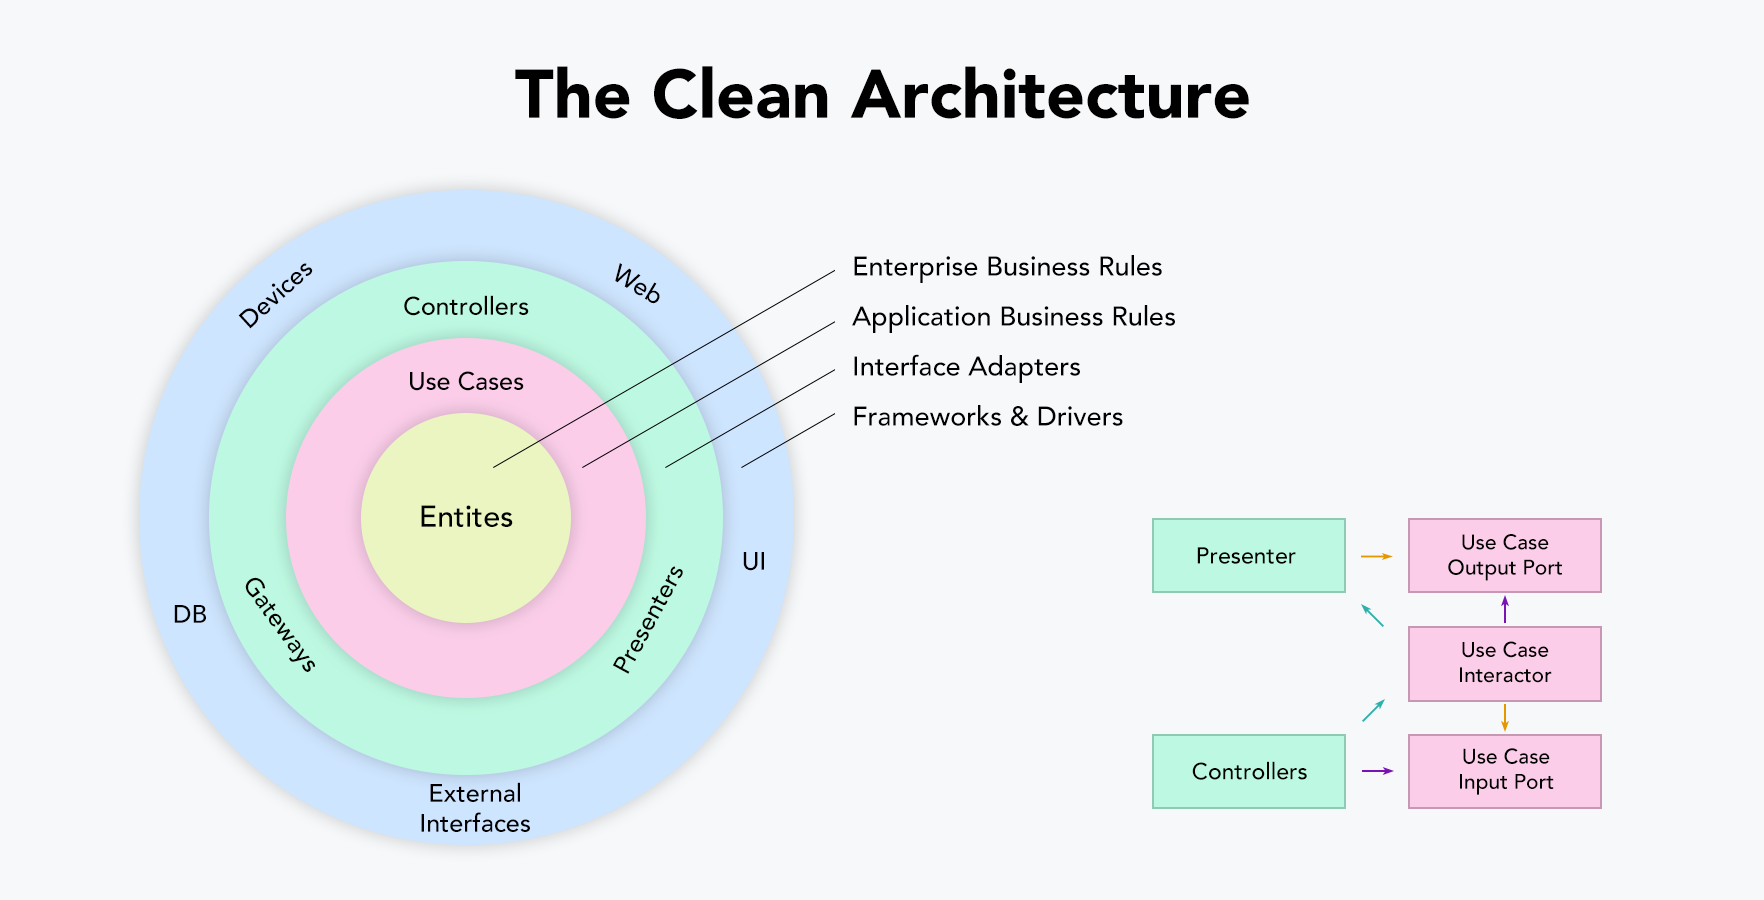 The Clean Architecture
Devices
Web
Controllers
Use Cases
Entites
Gateways
Presenters
DB
UI
External
Interfaces
Enterprise Business Rules
Application Business Rules
Interface Adapters
Frameworks & Drivers
Presenter
Use Case
Output Port
Use Case
Interactor
Controllers
Use Case
Input Port